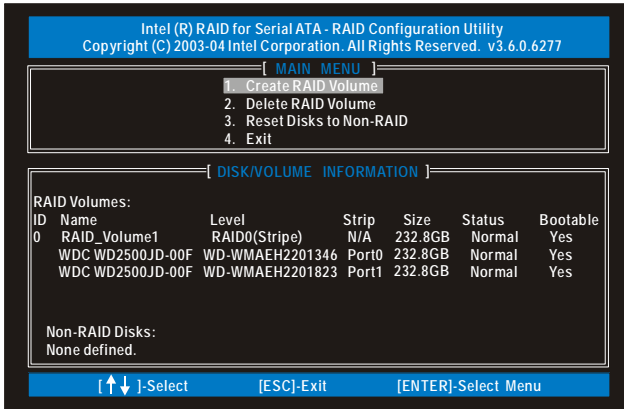 Intel (R) RAID for Serial ATA - RAID Configuration Utility
Copyright (C) 2003-04 Intel Corporation. All Rights Reserved. v3.6.0.6277
[ MAIN MENU ]
1. Create RAID Volume
2. Delete RAID Volume
3. Reset Disks to Non-RAID
4. Exit
[ DISK/VOLUME INFORMATION ]
RAID Volumes:
ID Name Level Strip Size Status Bootable
0 RAID_Volume1 RAID0(Stripe) N/A 232.8GB Normal Yes
WDC WD2500JD-00F WD-WMAEH2201346 Port0 232.8GB Normal Yes
WDC WD2500JD-00F WD-WMAEH2201823 Port1 232.8GB Normal Yes
Non-RAID Disks:
None defined.
[↑↓ ]-Select [ESC]-Exit [ENTER]-Select Menu